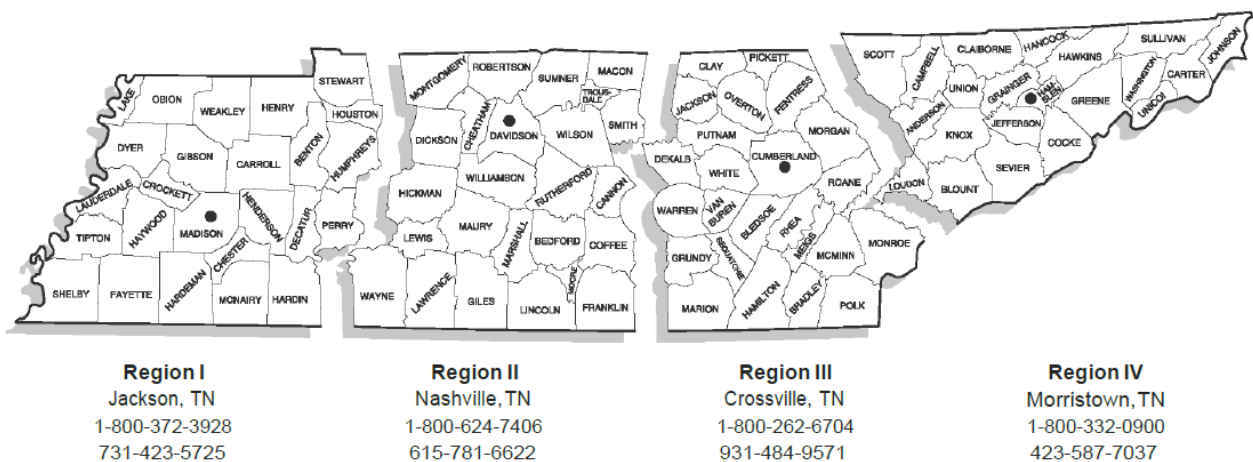 LAKE
OBION
WEAKLEY
HENRY
STEWART
HOUSTON
DYER
GIBSON
CARROLL
BENTON
HUMPHREYS
LAUDERDALE
CROCKETT
HAYWOOD
MADISON
HENDERSON
DECATUR
PERRY
TIPTON
CHESTER
SHELBY
FAYETTE
HARDEMAN
MCNAIRY
HARDIN
MONTGOMERY
ROBERTSON
SUMNER
MACON
TROUS-
DALE
SMITH
DICKSON
CHEATHAM
DAVIDSON
WILSON
HICKMAN
WILLIAMSON
RUTHERFORD
CANNON
LEWIS
MAURY
MARSHALL
BEDFORD
COFFEE
WAYNE
LAWRENCE
GILES
LINCOLN
MOORE
FRANKLIN
CLAY
PICKETT
JACKSON
OVERTON
FENTRESS
PUTNAM
MORGAN
DEKALB
WHITE
CUMBERLAND
ROANE
WARREN
VAN
BUREN
BLEDSOE
RHEA
MEIGS
MONROE
GRUNDY
SEQUATCHIE
MCMINN
MARION
HAMILTON
BRADLEY
POLK
SCOTT
CAMPBELL
CLAIBORNE
HANCOCK
HAWKINS
SULLIVAN
JOHNSON
UNION
GRAINGER
HAM-
BLEN
GREENE
WASHINGTON
CARTER
UNICOI
ANDERSON
KNOX
JEFFERSON
COCKE
LOUDON
BLOUNT
SEVIER
Region I
Jackson, TN
1-800-372-3928
731-423-5725
Region II
Nashville, TN
1-800-624-7406
615-781-6622
Region III
Crossville, TN
1-800-262-6704
931-484-9571
Region IV
Morristown, TN
1-800-332-0900
423-587-7037